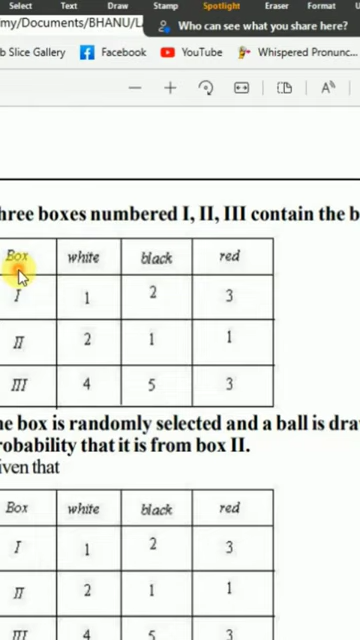 Select Text Draw Stamp Spotlight Eraser Format
my/Documents/BHANU/L
Who can see what you share here?
b Slice Gallery Facebook YouTube Whispered Pronunc...
hree boxes numbered I, II, III contain the b
Box white black red
I 1 2 3
II 2 1 1
III 4 5 3
ne box is randomly selected and a ball is dra
robability that it is from box II.
iven that
Box white black red
I 1 2 3
II 2 1 1
III 4 5 3